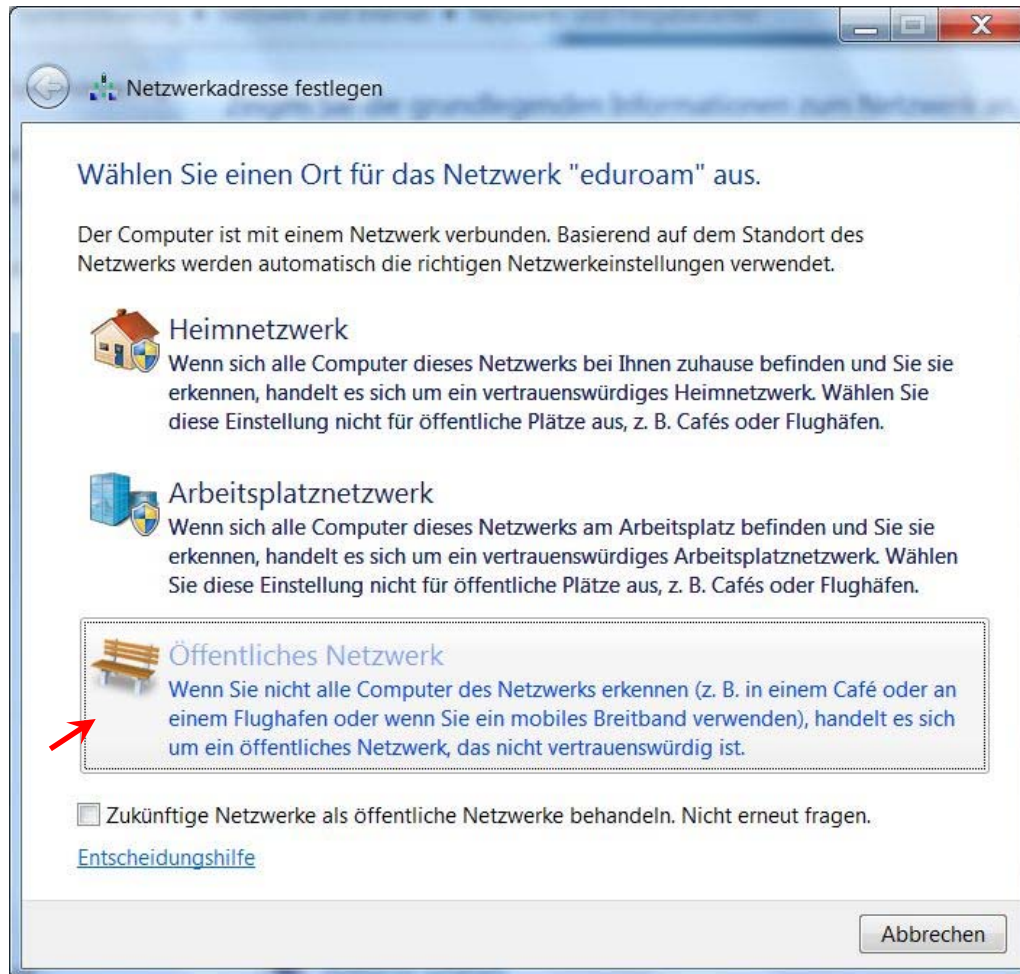 Netzwerkadresse festlegen
Wählen Sie einen Ort für das Netzwerk "eduroam" aus.
Der Computer ist mit einem Netzwerk verbunden. Basierend auf dem Standort des
Netzwerks werden automatisch die richtigen Netzwerkeinstellungen verwendet.
Heimnetzwerk
Wenn sich alle Computer dieses Netzwerks bei Ihnen zuhause befinden und Sie sie
erkennen, handelt es sich um ein vertrauenswürdiges Heimnetzwerk. Wählen Sie
diese Einstellung nicht für öffentliche Plätze aus, z. B. Cafés oder Flughäfen.
Arbeitsplatznetzwerk
Wenn sich alle Computer dieses Netzwerks am Arbeitsplatz befinden und Sie sie
erkennen, handelt es sich um ein vertrauenswürdiges Arbeitsplatznetzwerk. Wählen
Sie diese Einstellung nicht für öffentliche Plätze aus, z. B. Cafés oder Flughäfen.
Öffentliches Netzwerk
Wenn Sie nicht alle Computer des Netzwerks erkennen (z. B. in einem Café oder an
einem Flughafen oder wenn Sie ein mobiles Breitband verwenden), handelt es sich
um ein öffentliches Netzwerk, das nicht vertrauenswürdig ist.
Zukünftige Netzwerke als öffentliche Netzwerke behandeln. Nicht erneut fragen.
Entscheidungshilfe
Abbrechen